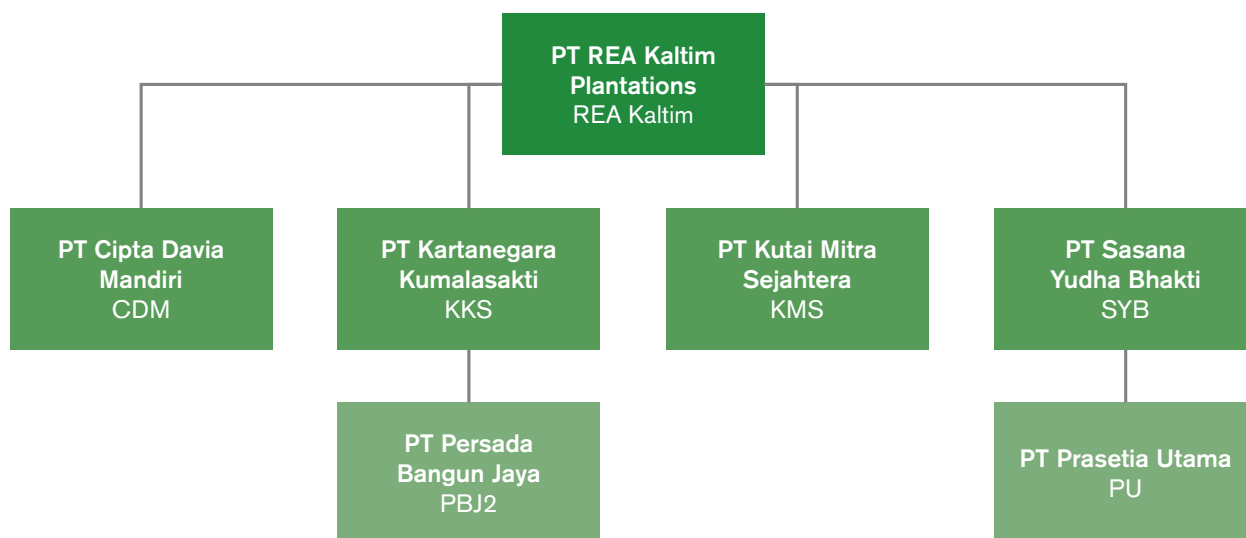 PT REA Kaltim
Plantations
REA Kaltim
PT Cipta Davia
Mandiri
CDM
PT Kartanegara
Kumalasakti
KKS
PT Kutai Mitra
Sejahtera
KMS
PT Sasana
Yudha Bhakti
SYB
PT Persada
Bangun Jaya
PBJ2
PT Prasetia Utama
PU